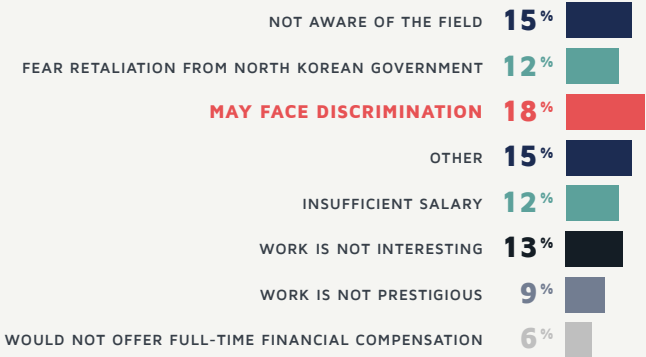 NOT AWARE OF THE FIELD 15%
FEAR RETALIATION FROM NORTH KOREAN GOVERNMENT 12%
MAY FACE DISCRIMINATION 18%
OTHER 15%
INSUFFICIENT SALARY 12%
WORK IS NOT INTERESTING 13%
WORK IS NOT PRESTIGIOUS 9%
WOULD NOT OFFER FULL-TIME FINANCIAL COMPENSATION 6%